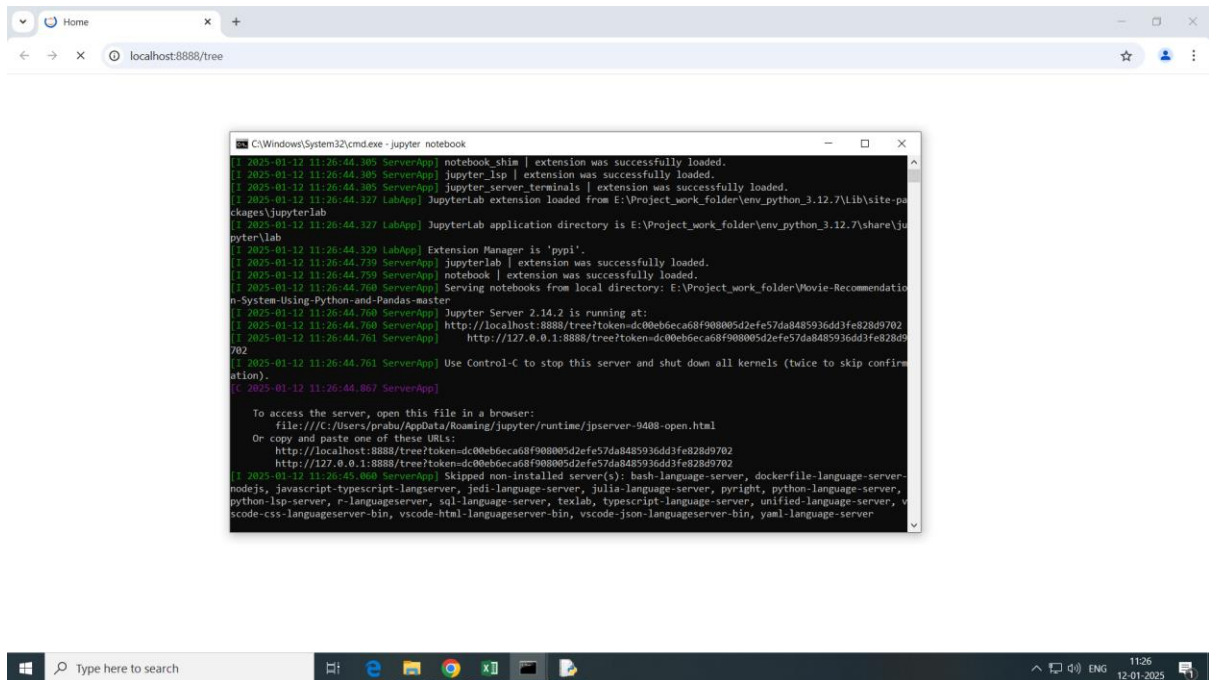 Home
localhost:8888/tree
C:\Windows\System32\cmd.exe - jupyter notebook
[I 2025-01-12 11:26:44.305 ServerApp] notebook_shim | extension was successfully loaded.
[I 2025-01-12 11:26:44.305 ServerApp] jupyter_lsp | extension was successfully loaded.
[I 2025-01-12 11:26:44.305 ServerApp] jupyter_server_terminals | extension was successfully loaded.
[I 2025-01-12 11:26:44.327 LabApp] JupyterLab extension loaded from E:\Project_work_folder\env_python_3.12.7\Lib\site-pa
ckages\jupyterlab
[I 2025-01-12 11:26:44.327 LabApp] JupyterLab application directory is E:\Project_work_folder\env_python_3.12.7\share\ju
pyter\lab
[I 2025-01-12 11:26:44.329 LabApp] Extension Manager is 'pypi'.
[I 2025-01-12 11:26:44.739 ServerApp] jupyterlab | extension was successfully loaded.
[I 2025-01-12 11:26:44.759 ServerApp] notebook | extension was successfully loaded.
[I 2025-01-12 11:26:44.760 ServerApp] Serving notebooks from local directory: E:\Project_work_folder\Movie-Recommendatio
n-System-Using-Python-and-Pandas-master
[I 2025-01-12 11:26:44.760 ServerApp] Jupyter Server 2.14.2 is running at:
[I 2025-01-12 11:26:44.760 ServerApp] http://localhost:8888/tree?token=dc00eb6eca68f908005d2efe57da8485936dd3fe828d9702
[I 2025-01-12 11:26:44.761 ServerApp] http://127.0.0.1:8888/tree?token=dc00eb6eca68f908005d2efe57da8485936dd3fe828d9
702
[I 2025-01-12 11:26:44.761 ServerApp] Use Control-C to stop this server and shut down all kernels (twice to skip confirm
ation).
[C 2025-01-12 11:26:44.867 ServerApp]
To access the server, open this file in a browser:
file:///C:/Users/prabu/AppData/Roaming/jupyter/runtime/jpserver-9408-open.html
Or copy and paste one of these URLs:
http://localhost:8888/tree?token=dc00eb6eca68f908005d2efe57da8485936dd3fe828d9702
http://127.0.0.1:8888/tree?token=dc00eb6eca68f908005d2efe57da8485936dd3fe828d9702
[I 2025-01-12 11:26:45.060 ServerApp] Skipped non-installed server(s): bash-language-server, dockerfile-language-server-
nodejs, javascript-typescript-langserver, jedi-language-server, julia-language-server, pyright, python-language-server,
python-lsp-server, r-languageserver, sql-language-server, texlab, typescript-language-server, unified-language-server, v
scode-css-languageserver-bin, vscode-html-languageserver-bin, vscode-json-languageserver-bin, yaml-language-server
Type here to search
ENG
11:26
12-01-2025